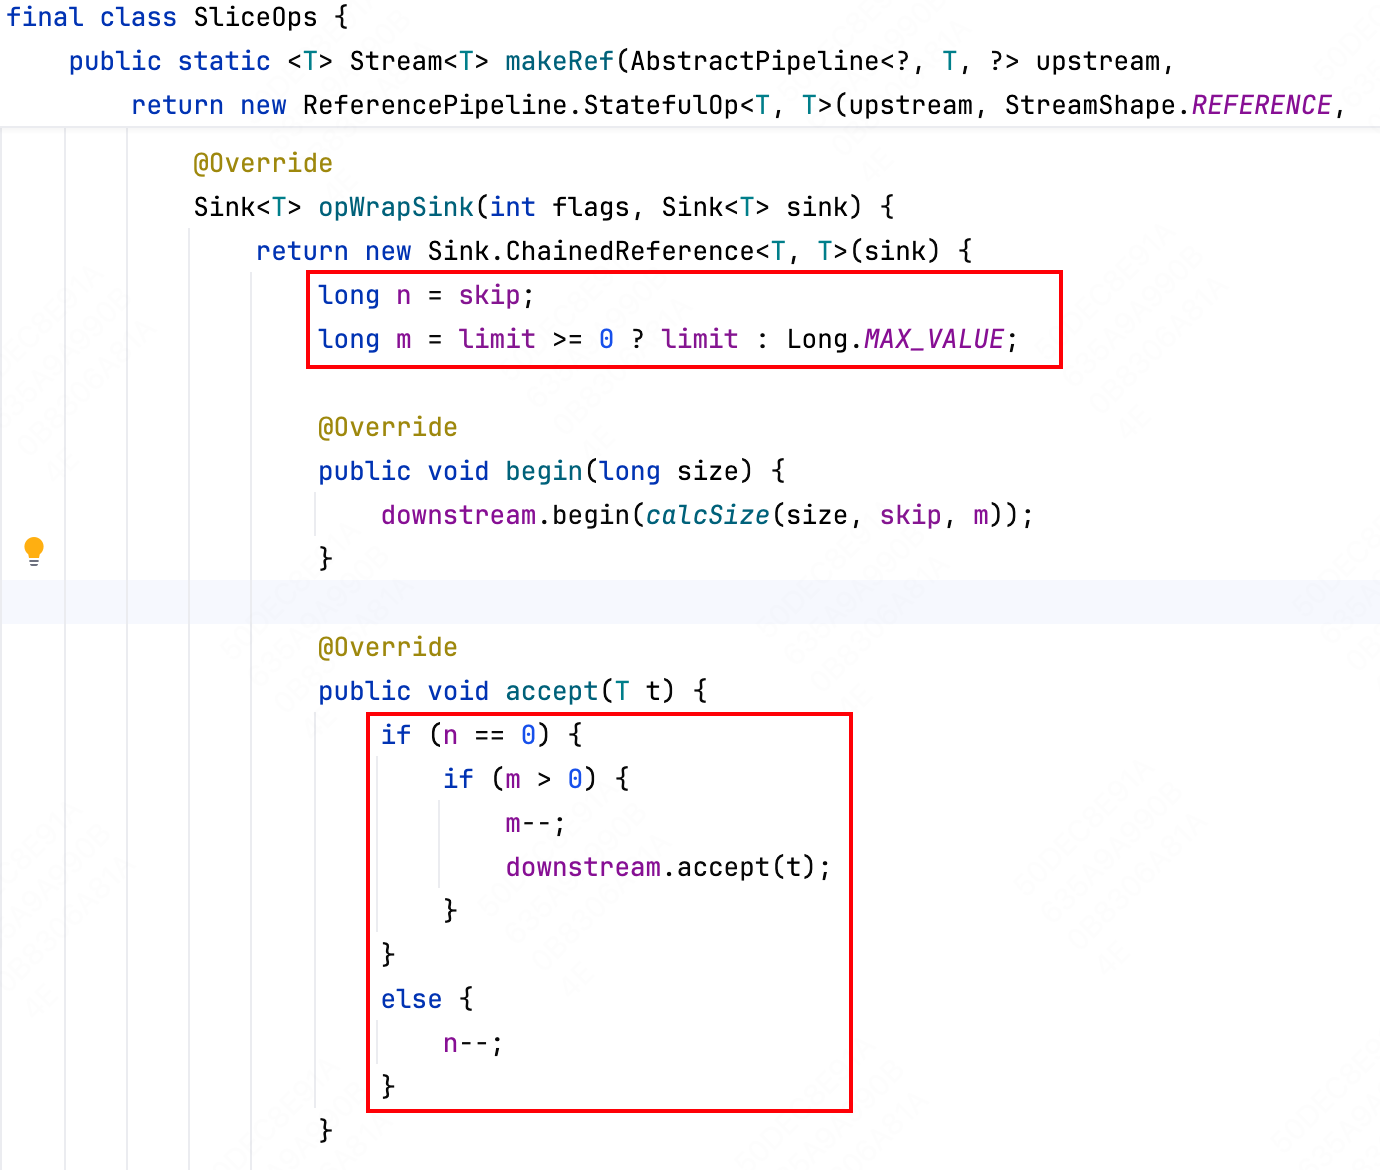 final class SliceOps {
public static <T> Stream<T> makeRef(AbstractPipeline<?, T, ?> upstream,
return new ReferencePipeline.StatefulOp<T, T>(upstream, StreamShape.REFERENCE,
@Override
Sink<T> opWrapSink(int flags, Sink<T> sink) {
return new Sink.ChainedReference<T, T>(sink) {
long n = skip;
long m = limit >= 0 ? limit : Long.MAX_VALUE;
@Override
public void begin(long size) {
downstream.begin(calcSize(size, skip, m));
}
@Override
public void accept(T t) {
if (n == 0) {
if (m > 0) {
m--;
downstream.accept(t);
}
}
else {
n--;
}
}